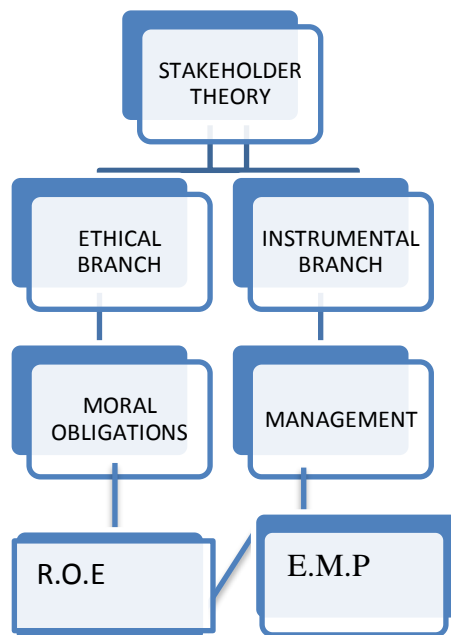 STAKEHOLDER
THEORY
ETHICAL
BRANCH
INSTRUMENTAL
BRANCH
MORAL
OBLIGATIONS
MANAGEMENT
R.O.E
E.M.P